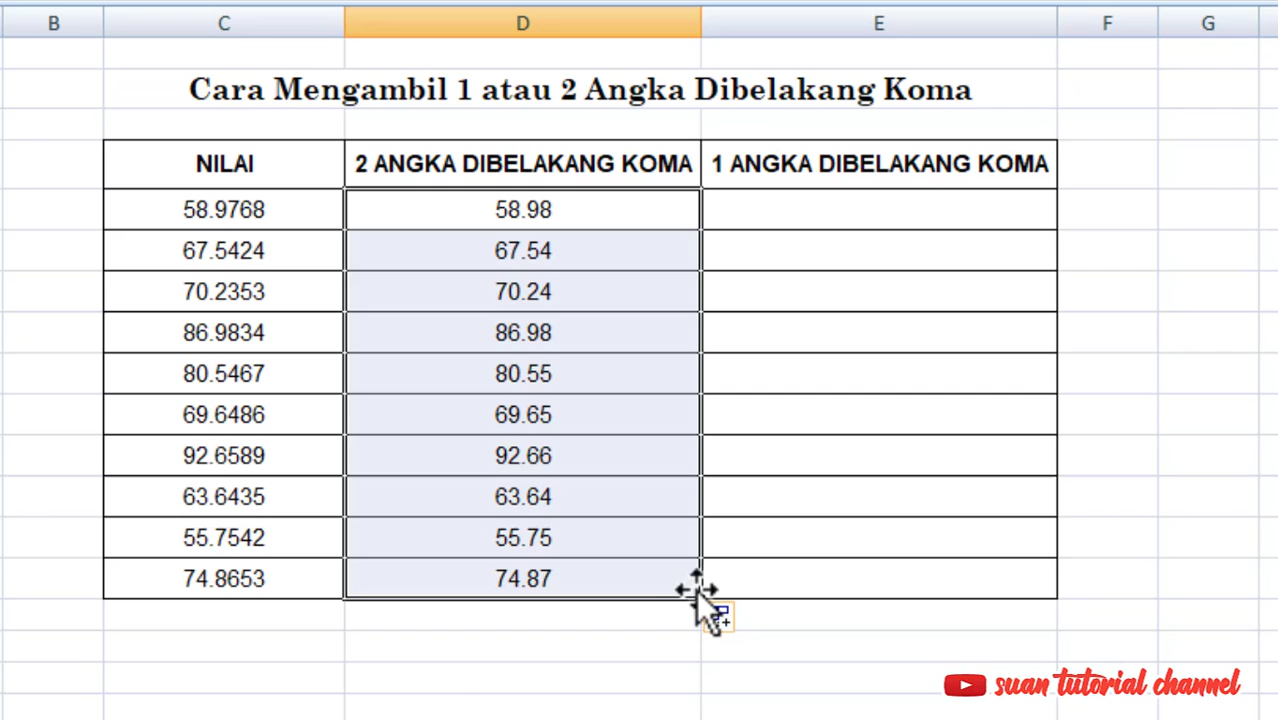 B C D E F G
Cara Mengambil 1 atau 2 Angka Dibelakang Koma
NILAI 2 ANGKA DIBELAKANG KOMA 1 ANGKA DIBELAKANG KOMA
58.9768 58.98
67.5424 67.54
70.2353 70.24
86.9834 86.98
80.5467 80.55
69.6486 69.65
92.6589 92.66
63.6435 63.64
55.7542 55.75
74.8653 74.87
suan tutorial channel